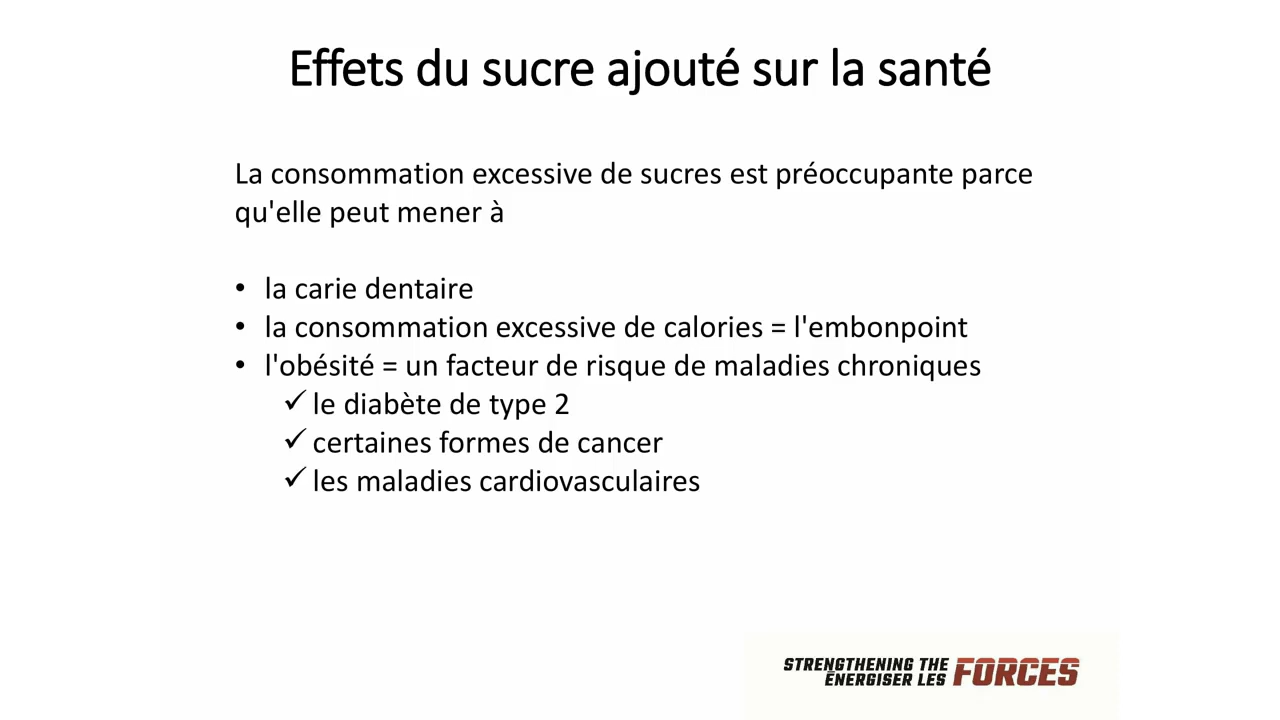 Effets du sucre ajouté sur la santé
La consommation excessive de sucres est préoccupante parce
qu'elle peut mener à
• la carie dentaire
• la consommation excessive de calories = l'embonpoint
• l'obésité = un facteur de risque de maladies chroniques
✓ le diabète de type 2
✓ certaines formes de cancer
✓ les maladies cardiovasculaires
STRENGTHENING THE
ÉNERGISER LES FORCES